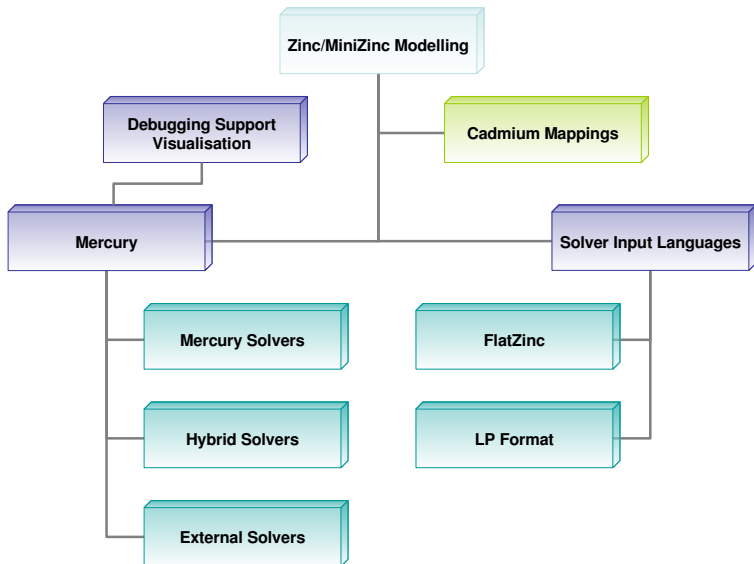 Zinc/MiniZinc Modelling
Debugging Support
Visualisation
Cadmium Mappings
Mercury
Solver Input Languages
Mercury Solvers
FlatZinc
Hybrid Solvers
LP Format
External Solvers